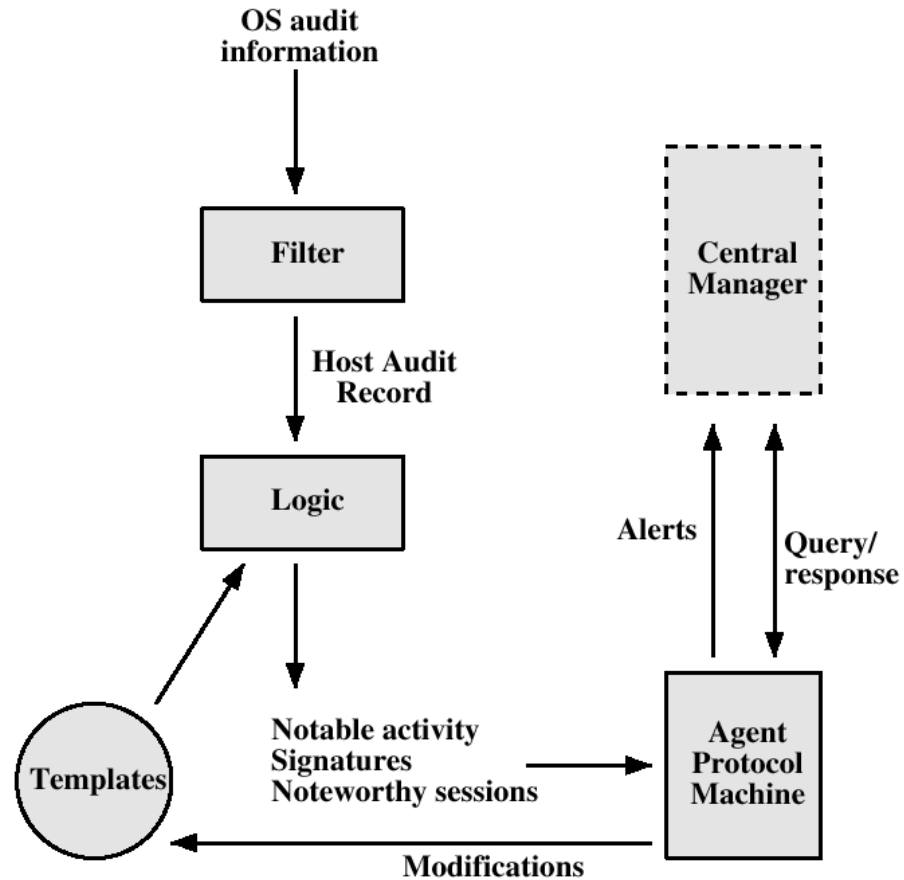 OS audit
information
Filter
Central
Manager
Host Audit
Record
Logic
Alerts
Query/
response
Notable activity
Signatures
Noteworthy sessions
Agent
Protocol
Machine
Templates
Modifications